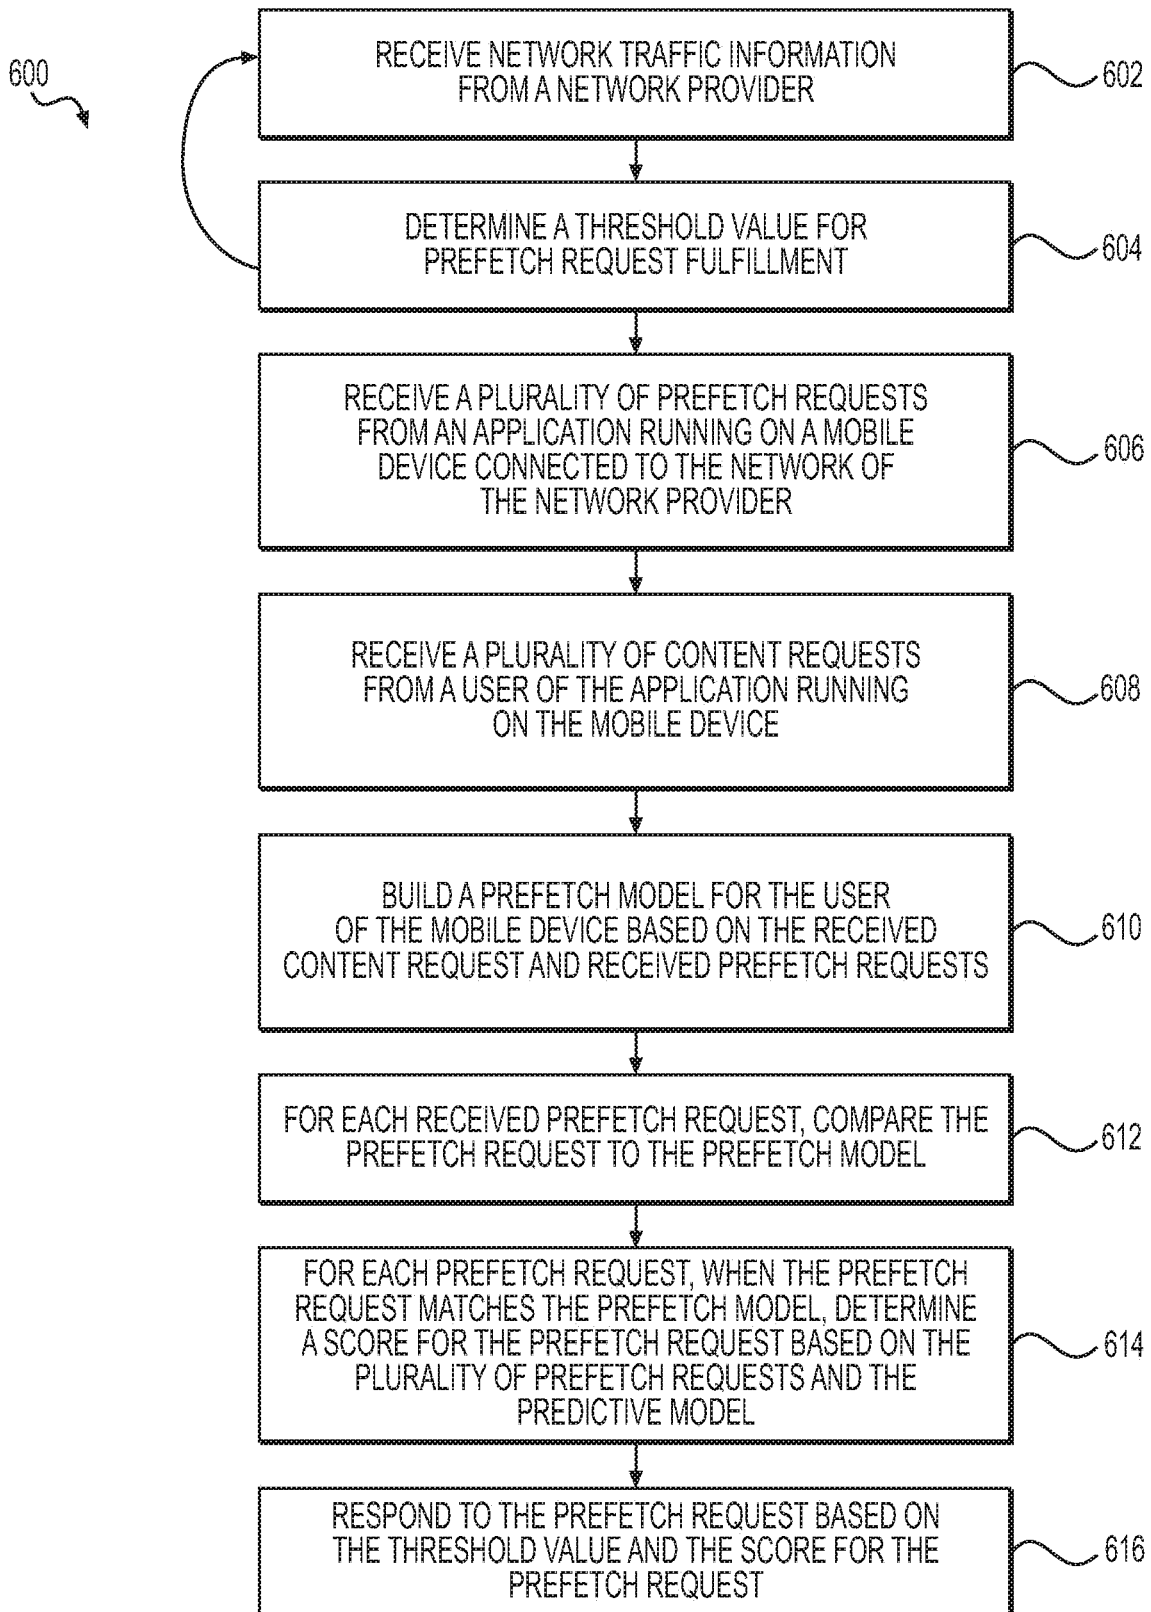 600
RECEIVE NETWORK TRAFFIC INFORMATION
FROM A NETWORK PROVIDER
602
DETERMINE A THRESHOLD VALUE FOR
PREFETCH REQUEST FULFILLMENT
604
RECEIVE A PLURALITY OF PREFETCH REQUESTS
FROM AN APPLICATION RUNNING ON A MOBILE
DEVICE CONNECTED TO THE NETWORK OF
THE NETWORK PROVIDER
606
RECEIVE A PLURALITY OF CONTENT REQUESTS
FROM A USER OF THE APPLICATION RUNNING
ON THE MOBILE DEVICE
608
BUILD A PREFETCH MODEL FOR THE USER
OF THE MOBILE DEVICE BASED ON THE RECEIVED
CONTENT REQUEST AND RECEIVED PREFETCH REQUESTS
610
FOR EACH RECEIVED PREFETCH REQUEST, COMPARE THE
PREFETCH REQUEST TO THE PREFETCH MODEL
612
FOR EACH PREFETCH REQUEST, WHEN THE PREFETCH
REQUEST MATCHES THE PREFETCH MODEL, DETERMINE
A SCORE FOR THE PREFETCH REQUEST BASED ON THE
PLURALITY OF PREFETCH REQUESTS AND THE
PREDICTIVE MODEL
614
RESPOND TO THE PREFETCH REQUEST BASED ON
THE THRESHOLD VALUE AND THE SCORE FOR THE
PREFETCH REQUEST
616